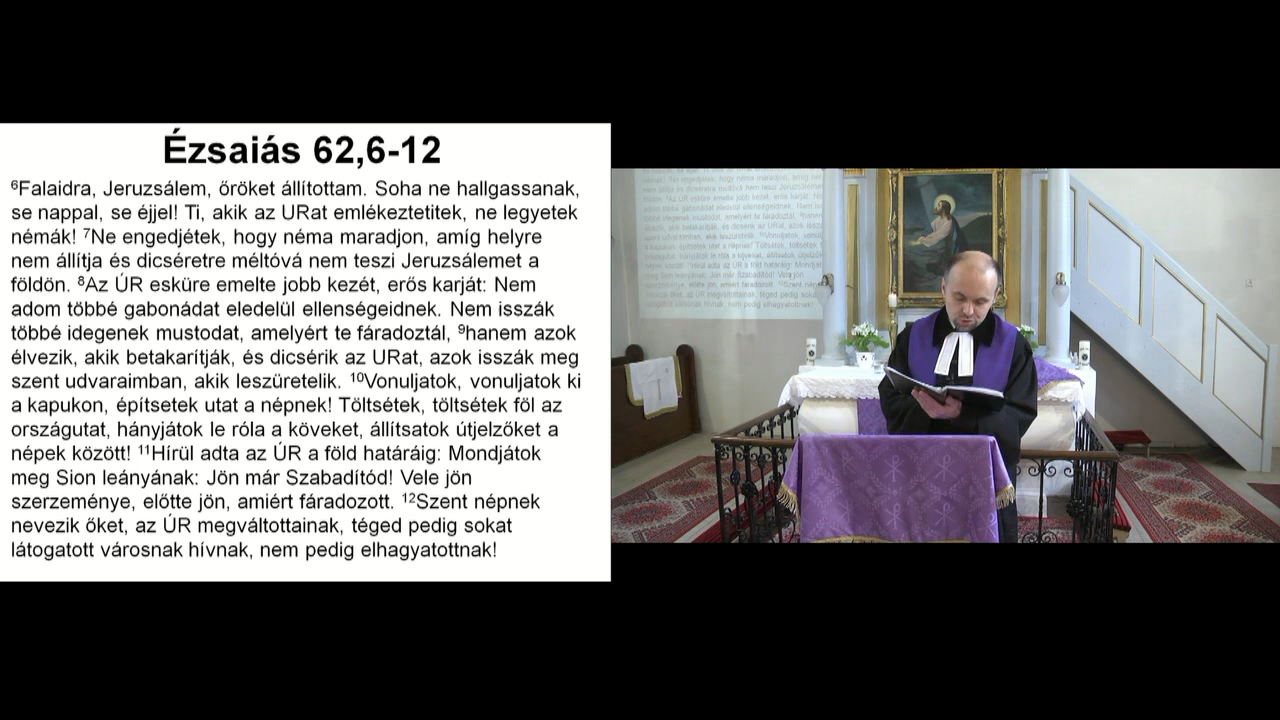 Ézsaiás 62,6-12
⁶Falaidra, Jeruzsálem, őröket állítottam. Soha ne hallgassanak,
se nappal, se éjjel! Ti, akik az URat emlékeztetitek, ne legyetek
némák! ⁷Ne engedjétek, hogy néma maradjon, amíg helyre
nem állítja és dicséretre méltóvá nem teszi Jeruzsálemet a
földön. ⁸Az ÚR esküre emelte jobb kezét, erős karját: Nem
adom többé gabonádat eledelül ellenségeidnek. Nem isszák
többé idegenek mustodat, amelyért te fáradoztál, ⁹hanem azok
élvezik, akik betakarítják, és dicsérik az URat, azok isszák meg
szent udvaraimban, akik leszüretelik. ¹⁰Vonuljatok, vonuljatok ki
a kapukon, építsetek utat a népnek! Töltsétek, töltsétek föl az
országutat, hányjátok le róla a köveket, állítsatok útjelzőket a
népek között! ¹¹Hírül adta az ÚR a föld határáig: Mondjátok
meg Sion leányának: Jön már Szabadítód! Vele jön
szerzeménye, előtte jön, amiért fáradozott. ¹²Szent népnek
nevezik őket, az ÚR megváltottainak, téged pedig sokat
látogatott városnak hívnak, nem pedig elhagyatottnak!